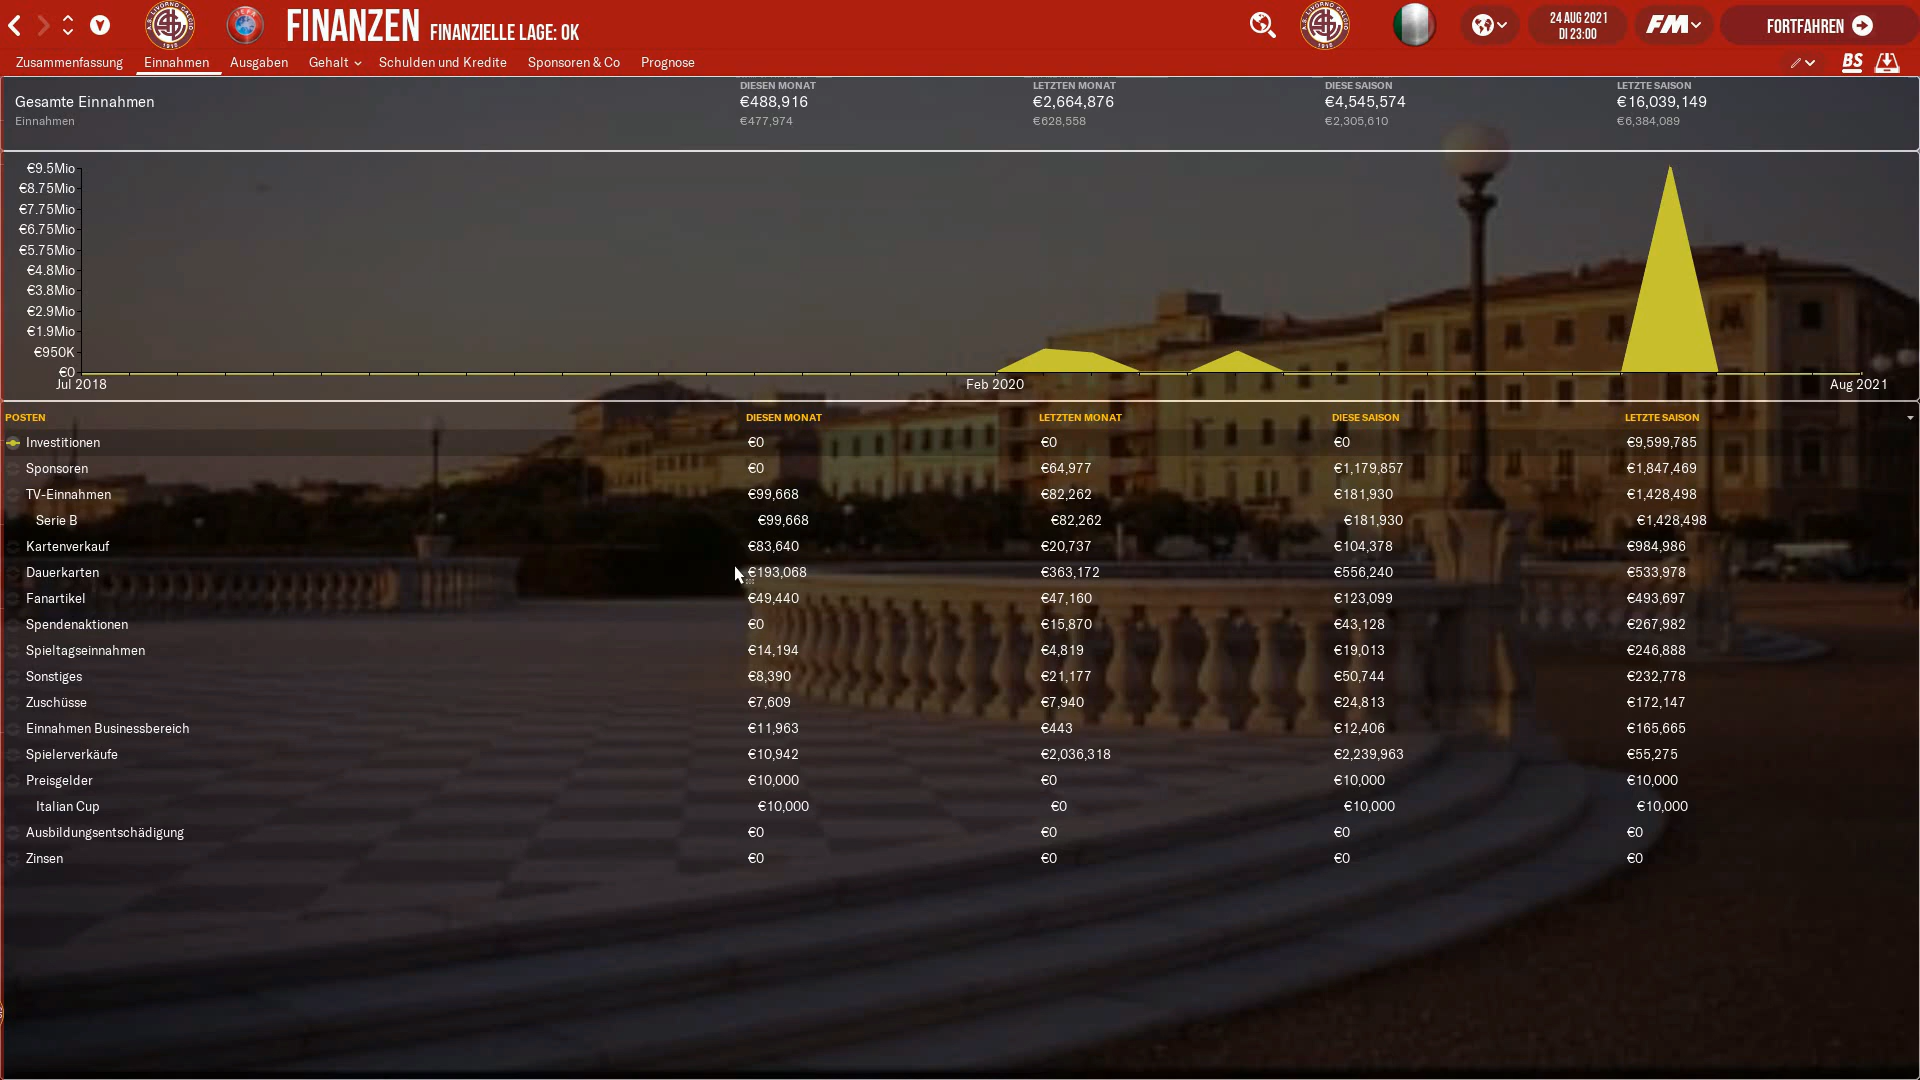 FINANZEN FINANZIELLE LAGE: OK
24 AUG 2021
DI 23:00
FM
FORTFAHREN
Zusammenfassung Einnahmen Ausgaben Gehalt Schulden und Kredite Sponsoren & Co Prognose
BS
DIESEN MONAT LETZTEN MONAT DIESE SAISON LETZTE SAISON
Gesamte Einnahmen €488,916 €2,664,876 €4,545,574 €16,039,149
Einnahmen €477,974 €628,558 €2,305,610 €6,384,089
€9.5Mio
€8.75Mio
€7.75Mio
€6.75Mio
€5.75Mio
€4.8Mio
€3.8Mio
€2.9Mio
€1.9Mio
€950K
€0
Jul 2018 Feb 2020 Aug 2021
POSTEN DIESEN MONAT LETZTEN MONAT DIESE SAISON LETZTE SAISON
Investitionen €0 €0 €0 €9,599,785
Sponsoren €0 €64,977 €1,179,857 €1,847,469
TV-Einnahmen €99,668 €82,262 €181,930 €1,428,498
Serie B €99,668 €82,262 €181,930 €1,428,498
Kartenverkauf €83,640 €20,737 €104,378 €984,986
Dauerkarten €193,068 €363,172 €556,240 €533,978
Fanartikel €49,440 €47,160 €123,099 €493,697
Spendenaktionen €0 €15,870 €43,128 €267,982
Spieltagseinnahmen €14,194 €4,819 €19,013 €246,888
Sonstiges €8,390 €21,177 €50,744 €232,778
Zuschüsse €7,609 €7,940 €24,813 €172,147
Einnahmen Businessbereich €11,963 €443 €12,406 €165,665
Spielerverkäufe €10,942 €2,036,318 €2,239,963 €55,275
Preisgelder €10,000 €0 €10,000 €10,000
Italian Cup €10,000 €0 €10,000 €10,000
Ausbildungsentschädigung €0 €0 €0 €0
Zinsen €0 €0 €0 €0